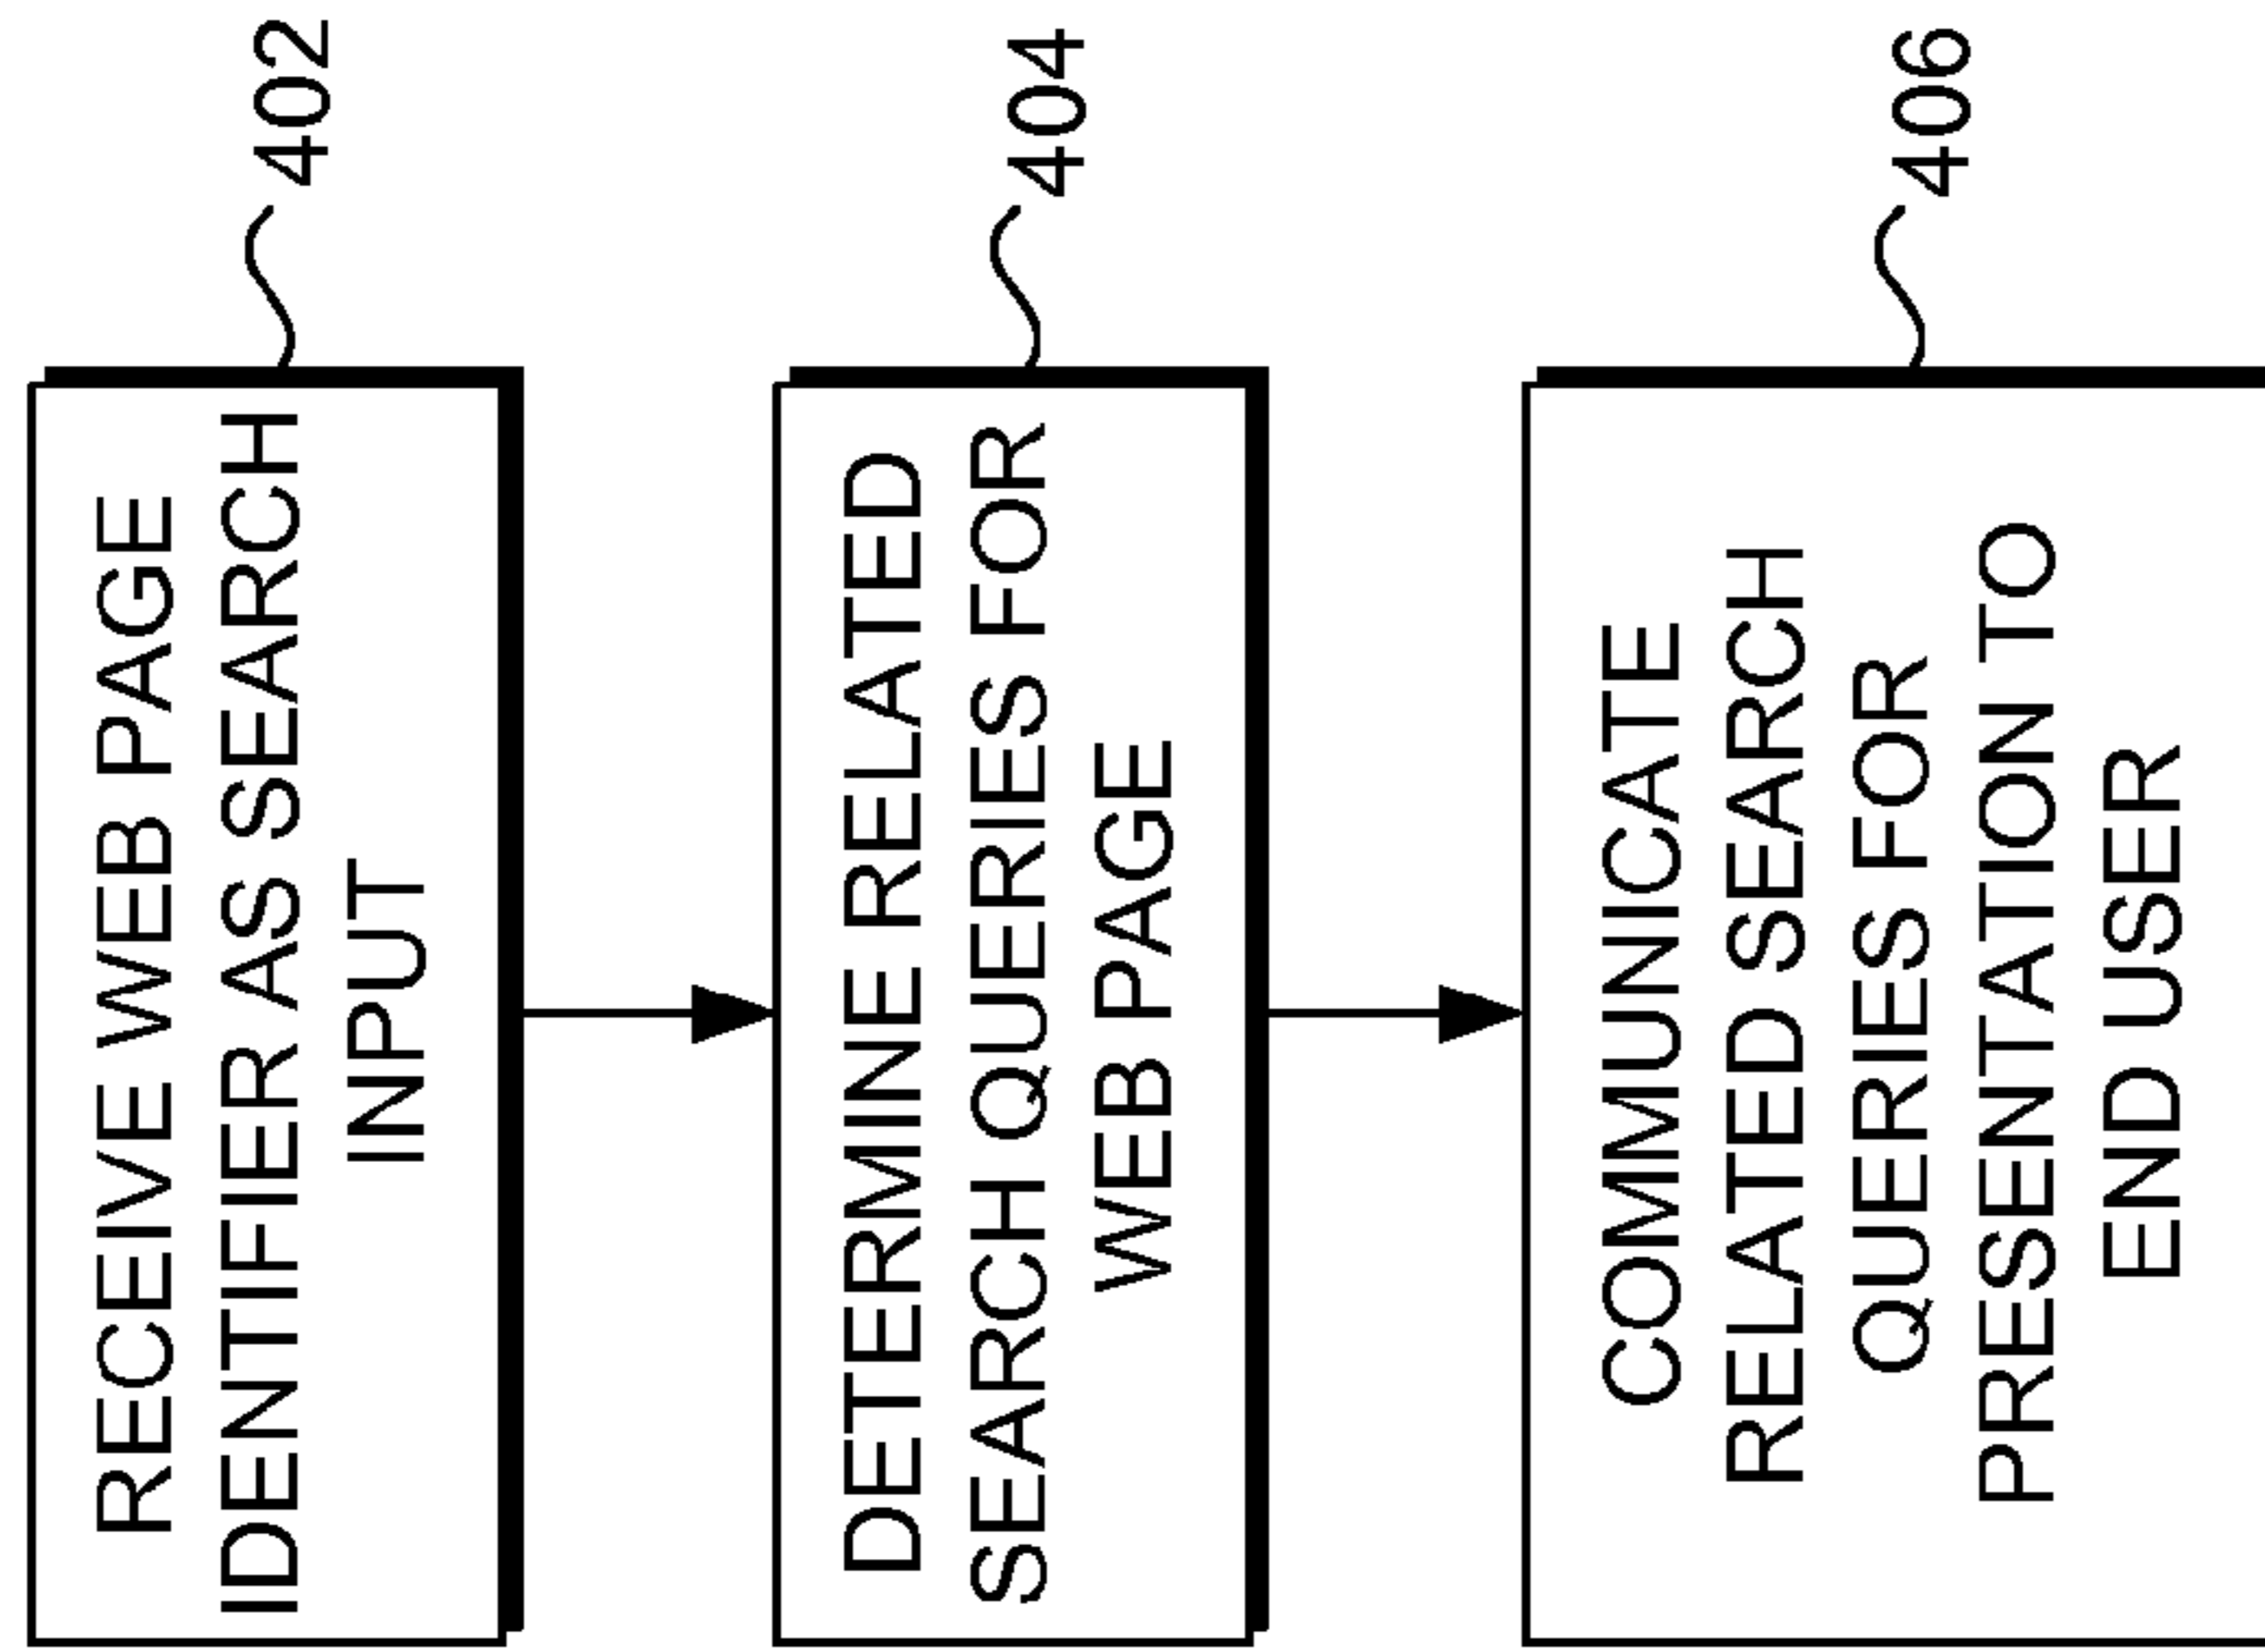 RECEIVE WEB PAGE
IDENTIFIER AS SEARCH
INPUT
402
DETERMINE RELATED
SEARCH QUERIES FOR
WEB PAGE
404
COMMUNICATE
RELATED SEARCH
QUERIES FOR
PRESENTATION TO
END USER
406